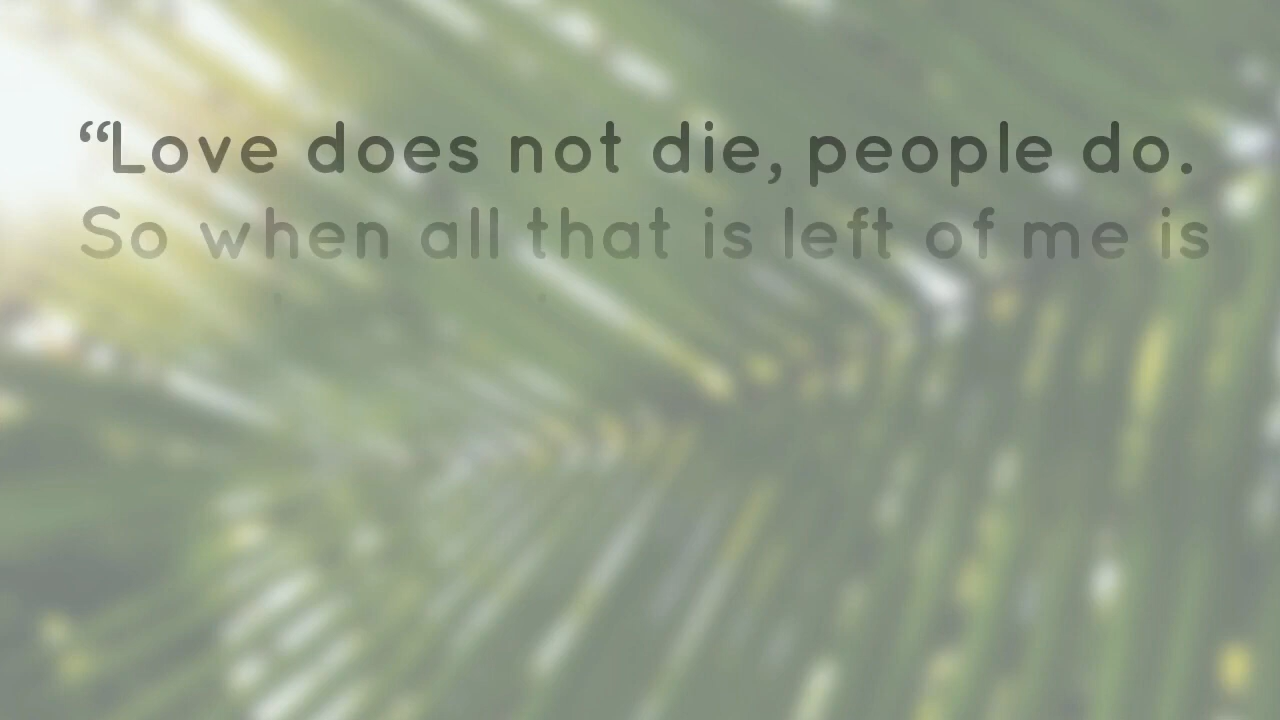 “Love does not die, people do.
So when all that is left of me is